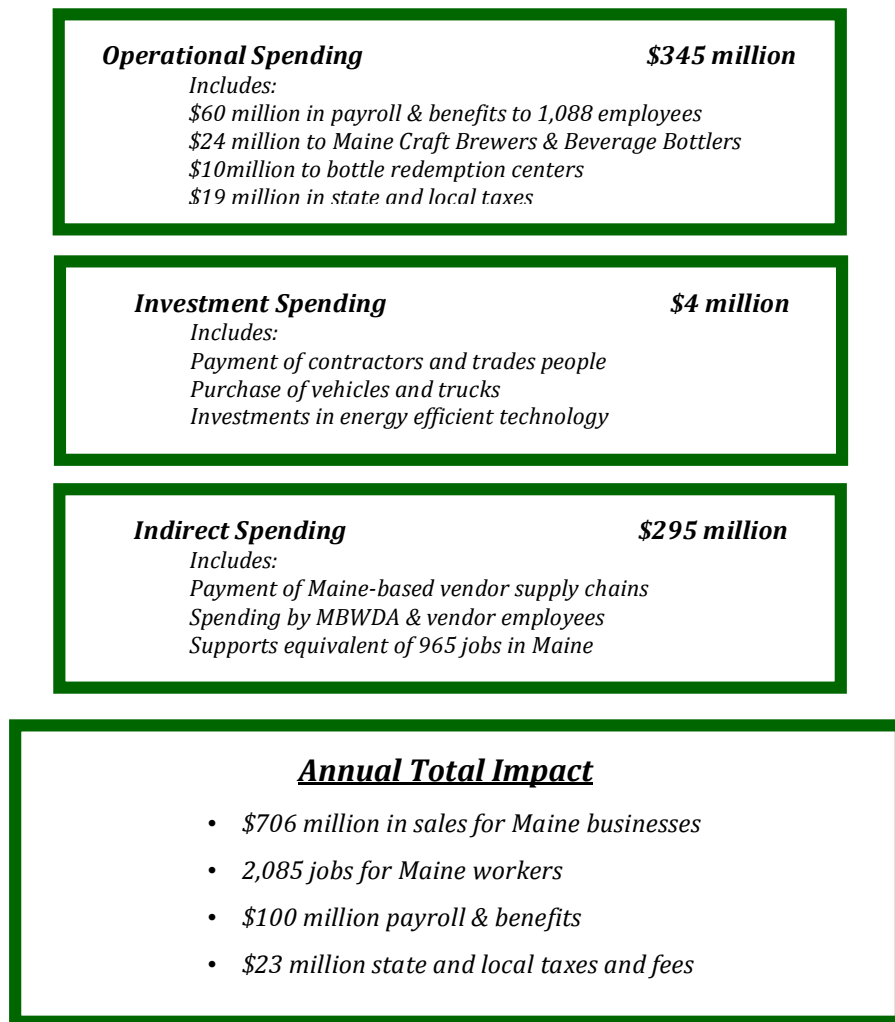 Operational Spending $345 million
Includes:
$60 million in payroll & benefits to 1,088 employees
$24 million to Maine Craft Brewers & Beverage Bottlers
$10million to bottle redemption centers
$19 million in state and local taxes
Investment Spending $4 million
Includes:
Payment of contractors and trades people
Purchase of vehicles and trucks
Investments in energy efficient technology
Indirect Spending $295 million
Includes:
Payment of Maine-based vendor supply chains
Spending by MBWDA & vendor employees
Supports equivalent of 965 jobs in Maine
Annual Total Impact
• $706 million in sales for Maine businesses
• 2,085 jobs for Maine workers
• $100 million payroll & benefits
• $23 million state and local taxes and fees